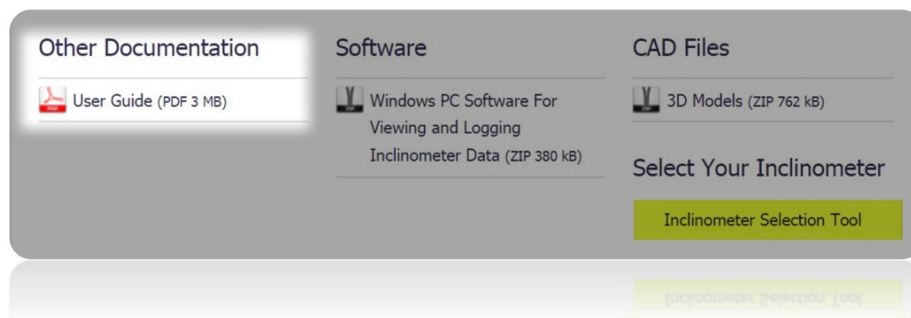 Other Documentation
User Guide (PDF 3 MB)
Software
Windows PC Software For
Viewing and Logging
Inclinometer Data (ZIP 380 kB)
CAD Files
3D Models (ZIP 762 kB)
Select Your Inclinometer
Inclinometer Selection Tool